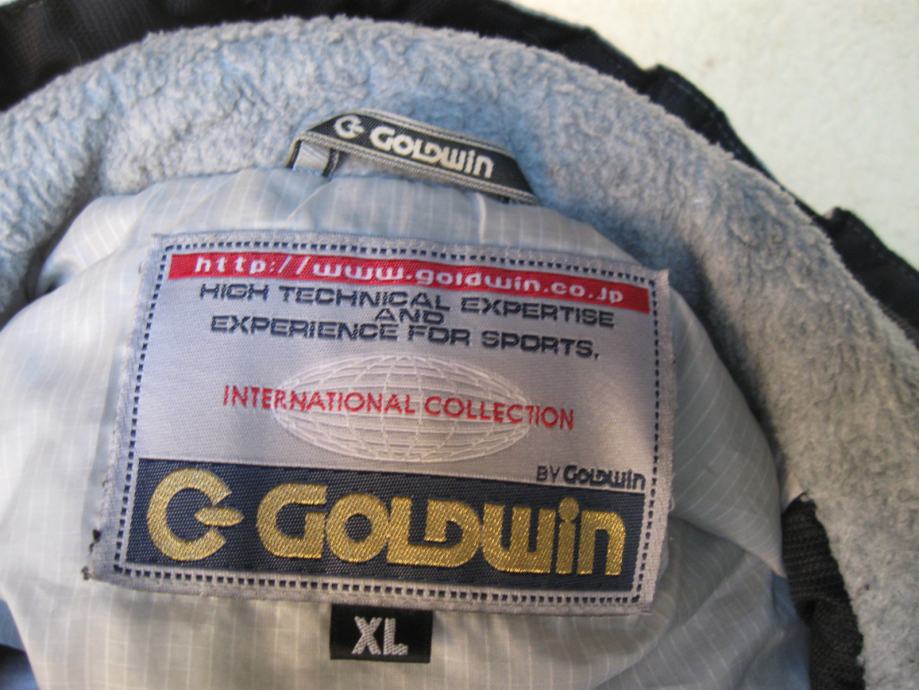 GOLDWIN
http://www.goldwin.co.jp
HIGH TECHNICAL EXPERTISE
AND
EXPERIENCE FOR SPORTS.
INTERNATIONAL COLLECTION
BY GOLDWIN
GOLDWIN
XL